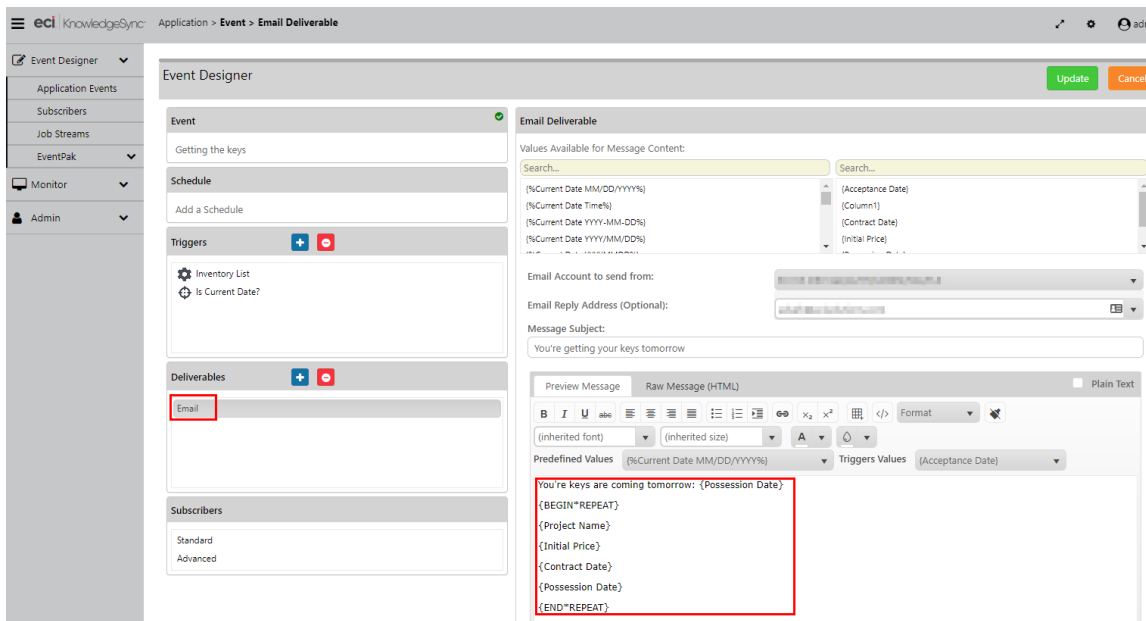 eci KnowledgeSync Application > Event > Email Deliverable
Event Designer
Application Events
Subscribers
Job Streams
EventPak
Monitor
Admin
Event Designer
Update
Cancel
Event
Getting the keys
Schedule
Add a Schedule
Triggers
Inventory List
Is Current Date?
Deliverables
Email
Subscribers
Standard
Advanced
Email Deliverable
Values Available for Message Content:
Search... Search...
{%Current Date MM/DD/YYYY%} {Acceptance Date}
{%Current Date Time%} {Column1}
{%Current Date YYYY-MM-DD%} {Contract Date}
{%Current Date YYYY/MM/DD%} {Initial Price}
Email Account to send from:
Email Reply Address (Optional):
Message Subject:
You're getting your keys tomorrow
Preview Message Raw Message (HTML) Plain Text
B I U abc x₂ x² </> Format
(inherited font) (inherited size) A
Predefined Values {%Current Date MM/DD/YYYY%} Triggers Values {Acceptance Date}
You're keys are coming tomorrow: {Possession Date}
{BEGIN*REPEAT}
{Project Name}
{Initial Price}
{Contract Date}
{Possession Date}
{END*REPEAT}